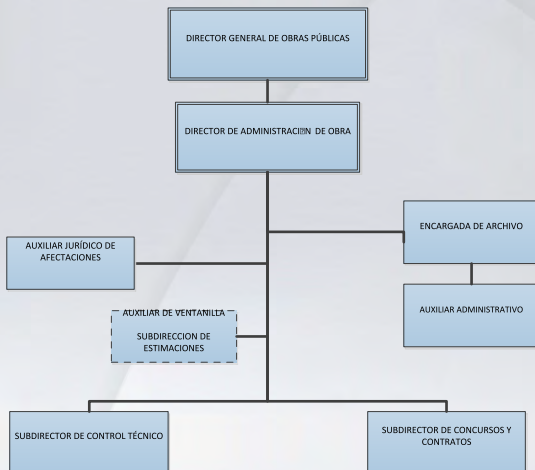 DIRECTOR GENERAL DE OBRAS PÚBLICAS
DIRECTOR DE ADMINISTRACI⍰N DE OBRA
ENCARGADA DE ARCHIVO
AUXILIAR JURÍDICO DE
AFECTACIONES
AUXILIAR ADMINISTRATIVO
AUXILIAR DE VENTANILLA
SUBDIRECCION DE
ESTIMACIONES
SUBDIRECTOR DE CONTROL TÉCNICO
SUBDIRECTOR DE CONCURSOS Y
CONTRATOS